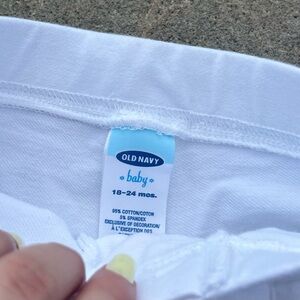 OLD NAVY
baby
18-24 mos.
95% COTTON/COTON
5% SPANDEX
EXCLUSIVE OF DECORATION/
À L'EXCEPTION DES